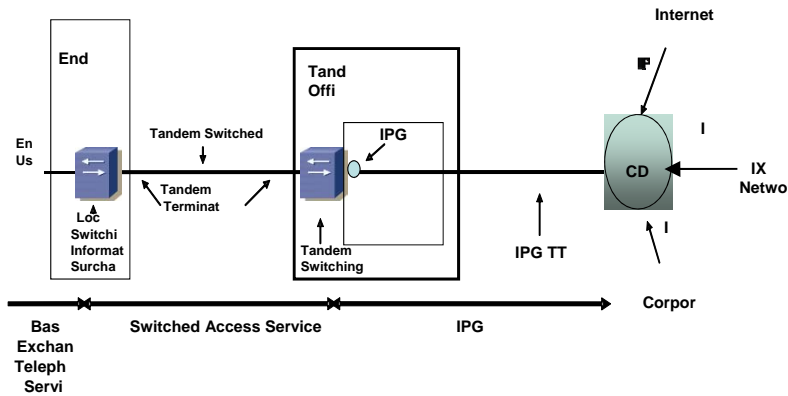 Internet
End
Tand
Offi
IP
En
Us
Tandem Switched
IPG
I
CD
IX
Netwo
Tandem
Terminat
Loc
Switchi
Informat
Surcha
Tandem
Switching
IPG TT
I
Corpor
Bas
Exchan
Teleph
Servi
Switched Access Service
IPG